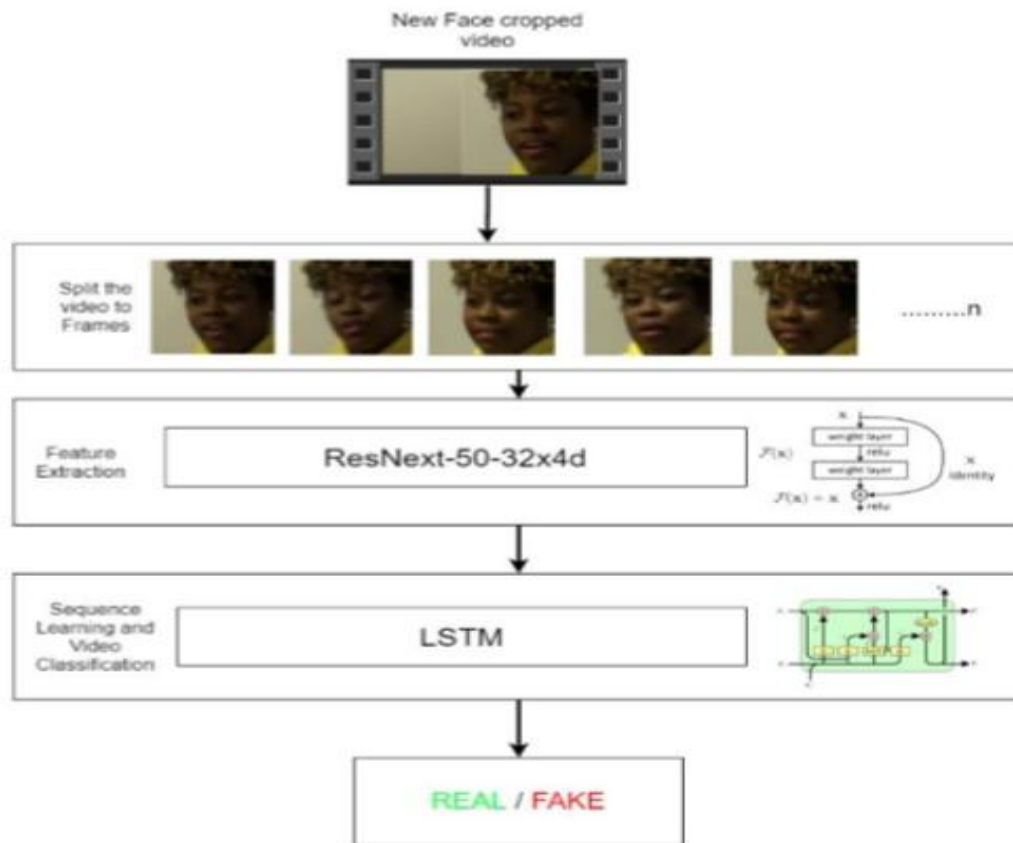 New Face cropped
video
Split the
video to
Frames
.........n
Feature
Extraction
ResNext-50-32x4d
x
weight layer
F(x)
relu
weight layer
x
identity
F(x) + x
relu
Sequence
Learning and
Video
Classification
LSTM
REAL / FAKE